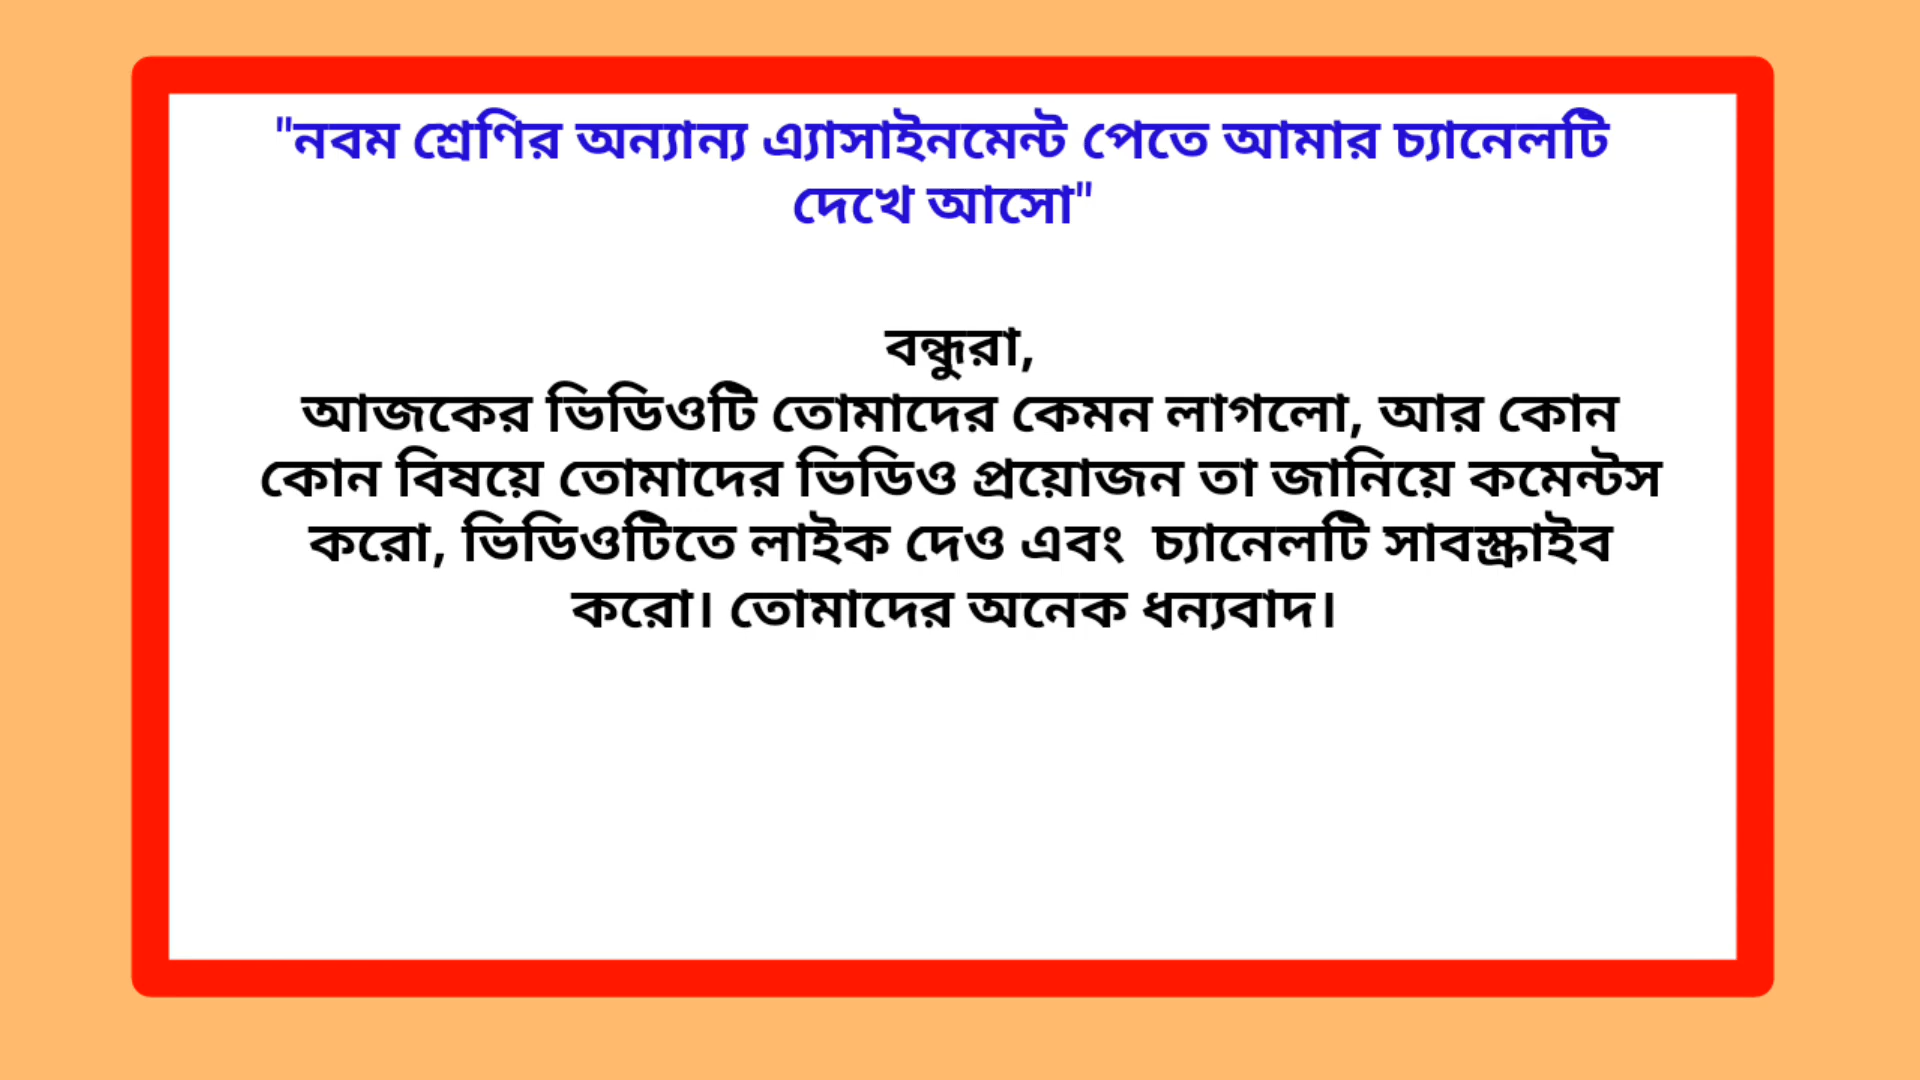 "নবম শ্রেণির অন্যান্য এ্যাসাইনমেন্ট পেতে আমার চ্যানেলটি
দেখে আসো"
বন্ধুরা,
আজকের ভিডিওটি তোমাদের কেমন লাগলো, আর কোন
কোন বিষয়ে তোমাদের ভিডিও প্রয়োজন তা জানিয়ে কমেন্টস
করো, ভিডিওটিতে লাইক দেও এবং চ্যানেলটি সাবস্ক্রাইব
করো। তোমাদের অনেক ধন্যবাদ।